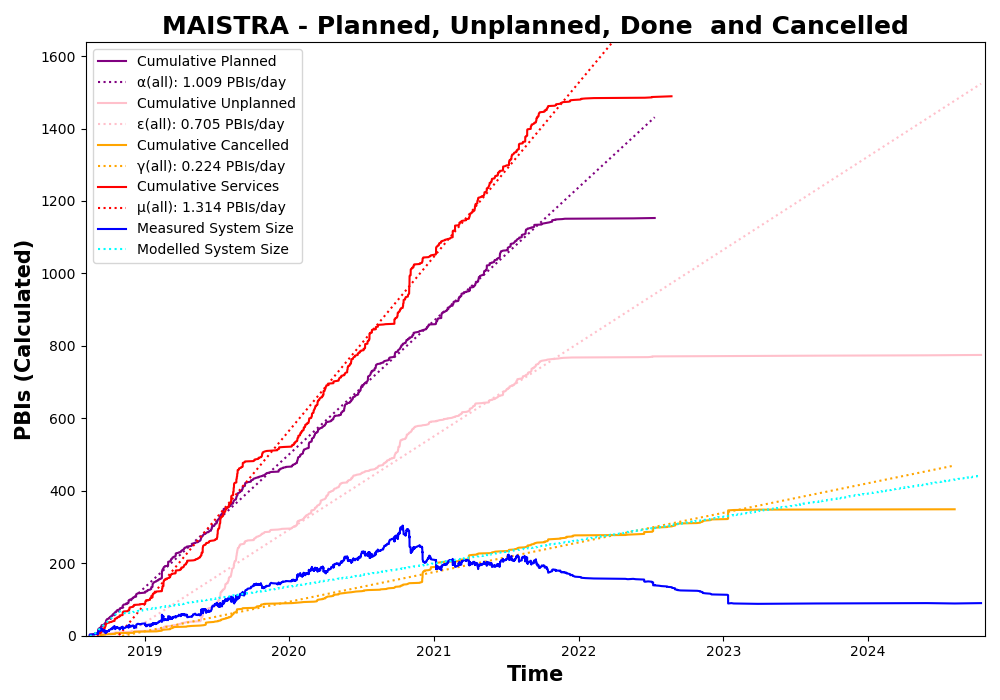 MAISTRA - Planned, Unplanned, Done  and Cancelled
PBIs (Calculated)
1600
1400
1200
1000
800
600
400
200
0
Cumulative Planned
α(all): 1.009 PBIs/day
Cumulative Unplanned
ε(all): 0.705 PBIs/day
Cumulative Cancelled
γ(all): 0.224 PBIs/day
Cumulative Services
μ(all): 1.314 PBIs/day
Measured System Size
Modelled System Size
2019 2020 2021 2022 2023 2024
Time